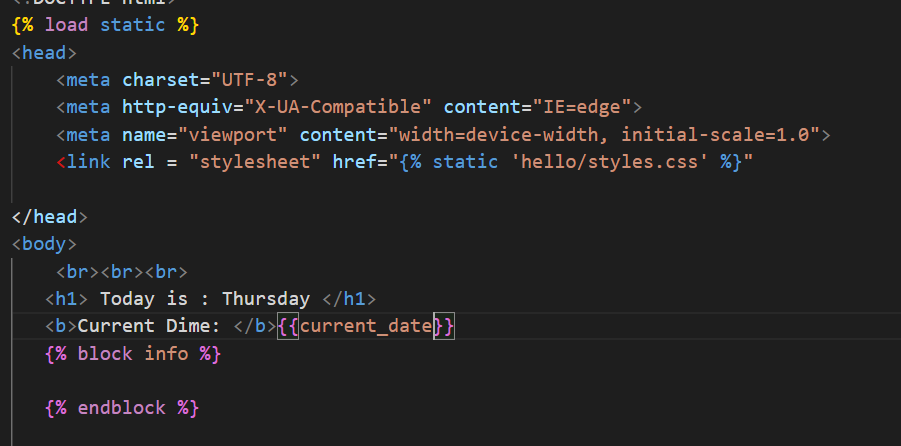 {% load static %}
<head>
    <meta charset="UTF-8">
    <meta http-equiv="X-UA-Compatible" content="IE=edge">
    <meta name="viewport" content="width=device-width, initial-scale=1.0">
    <link rel = "stylesheet" href="{% static 'hello/styles.css' %}"
</head>
<body>
    <br><br><br>
   <h1> Today is : Thursday </h1>
   <b>Current Dime: </b>{{current_date}}
   {% block info %}
   {% endblock %}